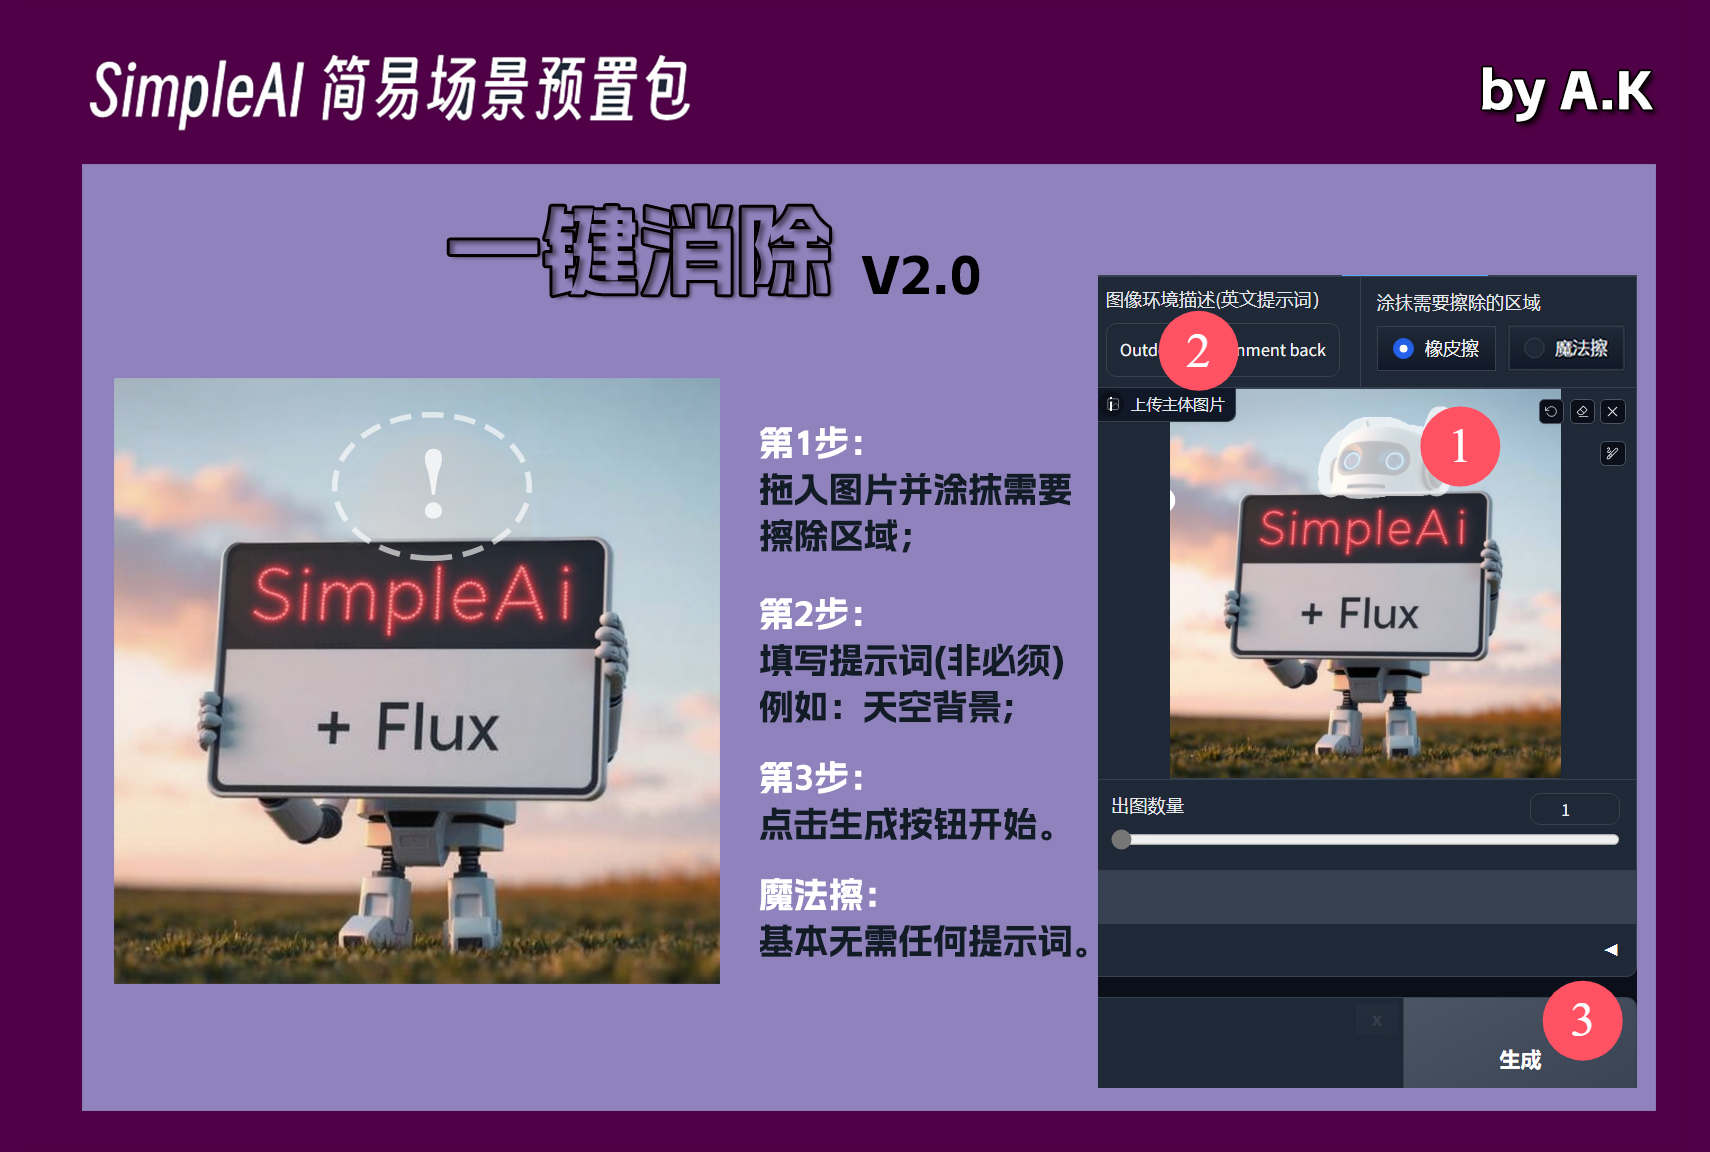 SimpleAI 简易场景预置包
by A.K
一键消除 V2.0
!
SimpleAi
+ Flux
第1步：
拖入图片并涂抹需要
擦除区域；
第2步：
填写提示词(非必须)
例如：天空背景；
第3步：
点击生成按钮开始。
魔法擦：
基本无需任何提示词。
图像环境描述(英文提示词)
Outd 2 nment back
涂抹需要擦除的区域
橡皮擦
魔法擦
上传主体图片
1
SimpleAi
+ Flux
出图数量
1
x
3
生成